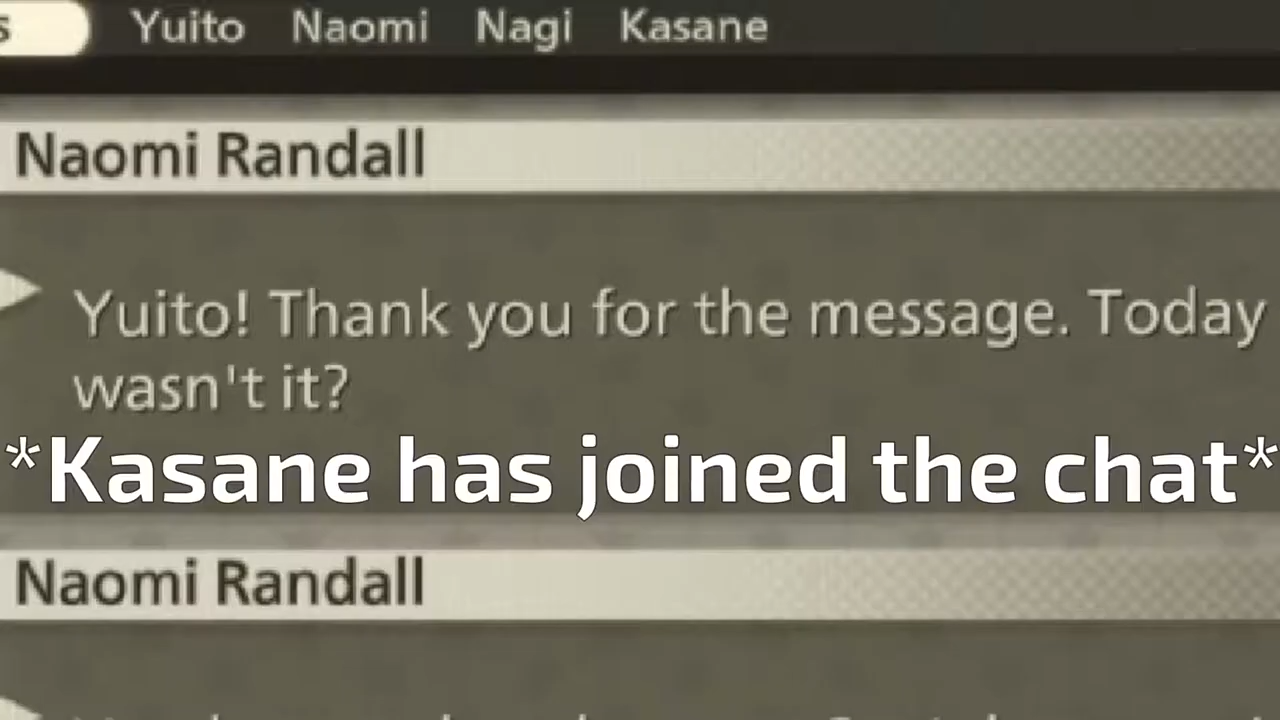 s Yuito Naomi Nagi Kasane
Naomi Randall
Yuito! Thank you for the message. Today
wasn't it?
*Kasane has joined the chat*
Naomi Randall